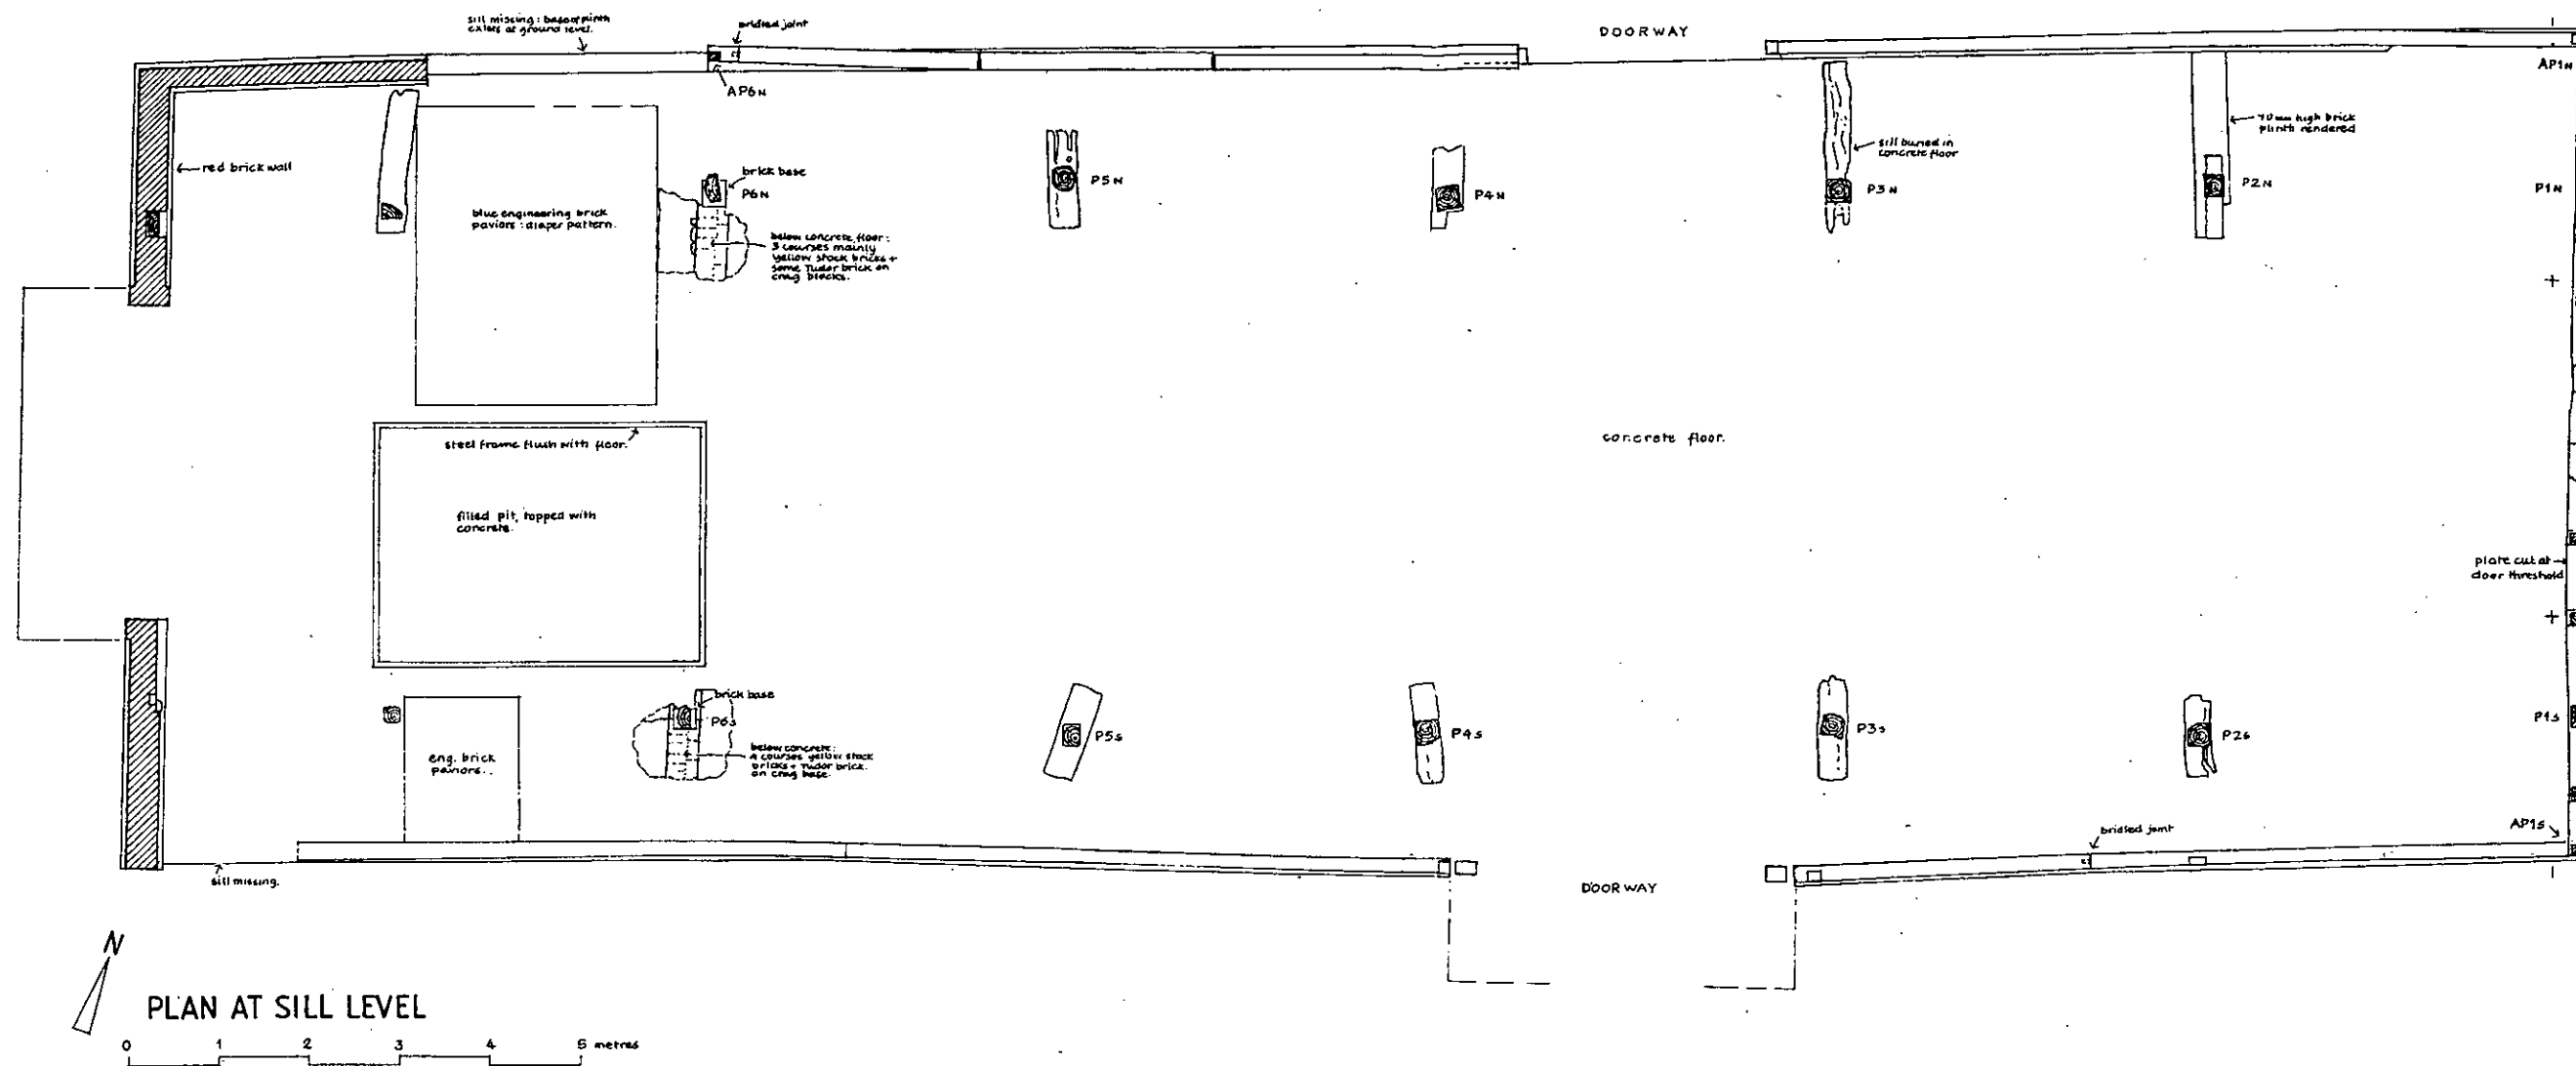 sill missing : base of plinth
exists at ground level.
bridled joint
DOORWAY
AP6N
AP1N
red brick wall
brick base
P6N
P5N
P4N
sill buried in
concrete floor
P3N
70mm high brick
plinth rendered
P2N
P1N
blue engineering brick
paviors : diaper pattern.
below concrete floor :
3 courses mainly
yellow stock bricks +
some Tudor brick on
crag blocks.
steel frame flush with floor.
concrete floor.
filled pit, topped with
concrete.
plate cut at
door threshold
brick base
P6s
P5s
P4s
P3s
P2s
P1s
below concrete :
4 courses yellow stock
bricks + Tudor brick
on crag base.
eng. brick
paviors.
bridled joint
AP1s
sill missing.
DOORWAY
N
PLAN AT SILL LEVEL
0 1 2 3 4 5 metres